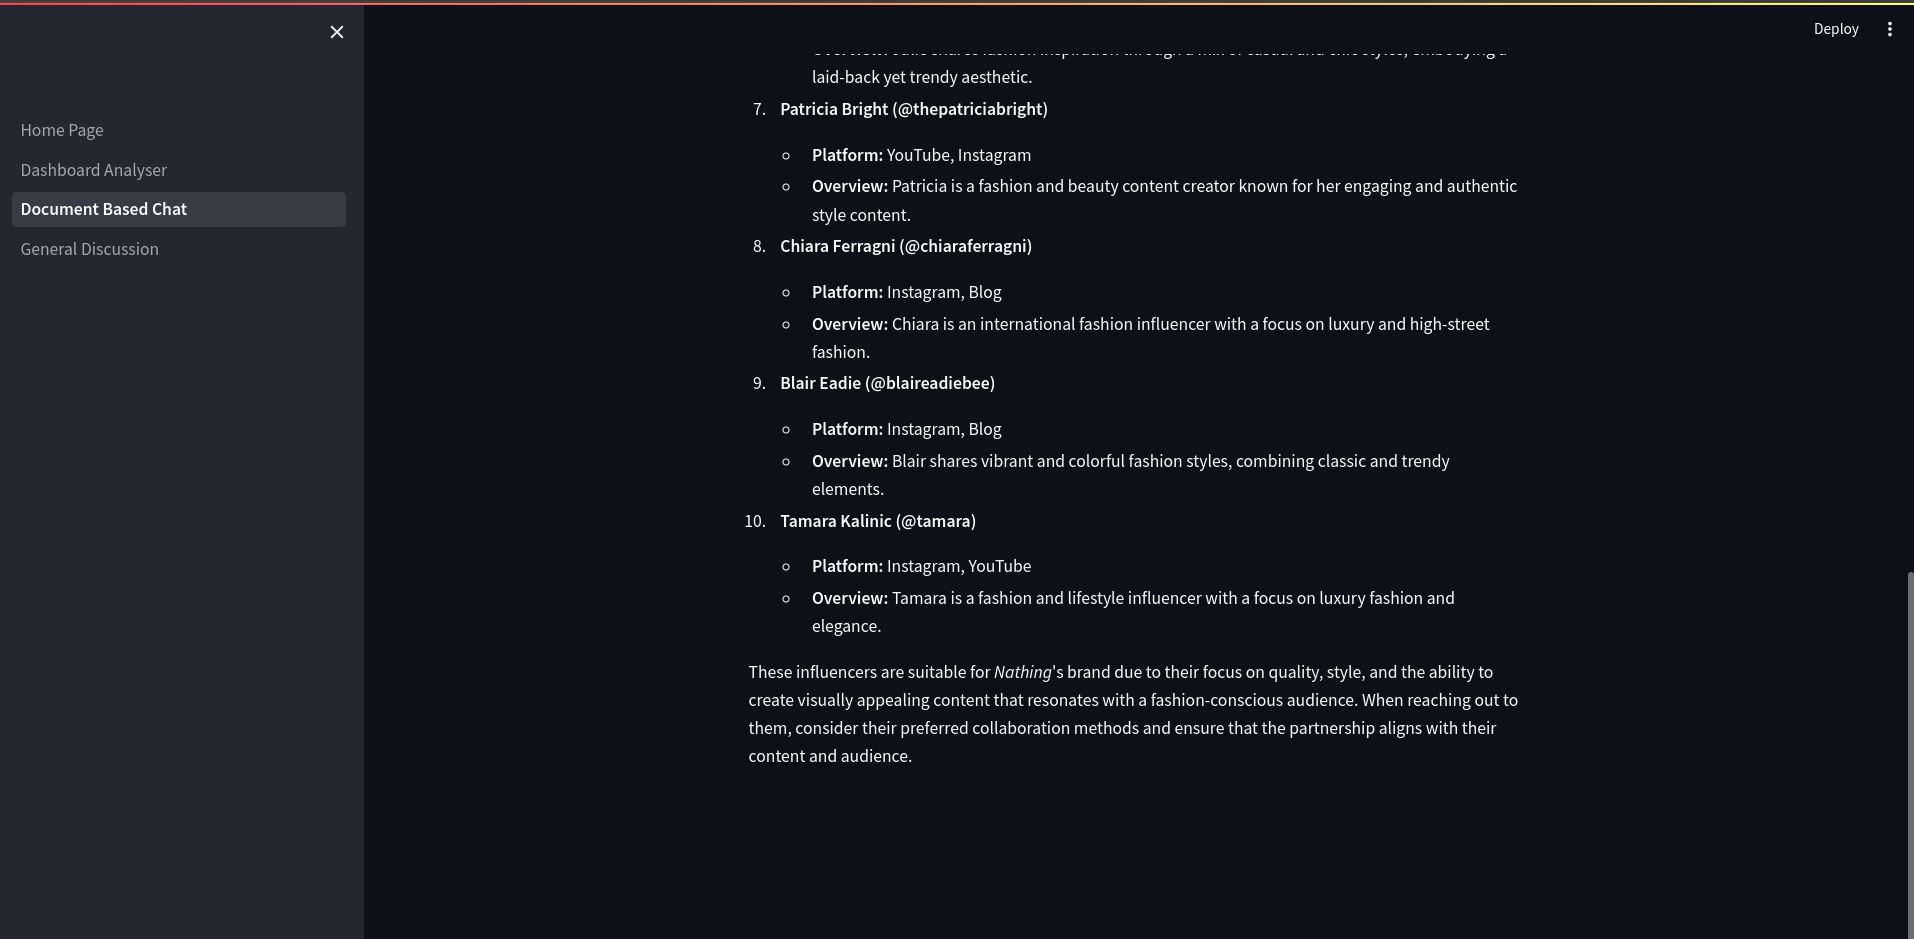 Deploy
Home Page
Dashboard Analyser
Document Based Chat
General Discussion
laid-back yet trendy aesthetic.
7. Patricia Bright (@thepatriciabright)
Platform: YouTube, Instagram
Overview: Patricia is a fashion and beauty content creator known for her engaging and authentic
style content.
8. Chiara Ferragni (@chiaraferragni)
Platform: Instagram, Blog
Overview: Chiara is an international fashion influencer with a focus on luxury and high-street
fashion.
9. Blair Eadie (@blaireadiebee)
Platform: Instagram, Blog
Overview: Blair shares vibrant and colorful fashion styles, combining classic and trendy
elements.
10. Tamara Kalinic (@tamara)
Platform: Instagram, YouTube
Overview: Tamara is a fashion and lifestyle influencer with a focus on luxury fashion and
elegance.
These influencers are suitable for Nathing's brand due to their focus on quality, style, and the ability to
create visually appealing content that resonates with a fashion-conscious audience. When reaching out to
them, consider their preferred collaboration methods and ensure that the partnership aligns with their
content and audience.